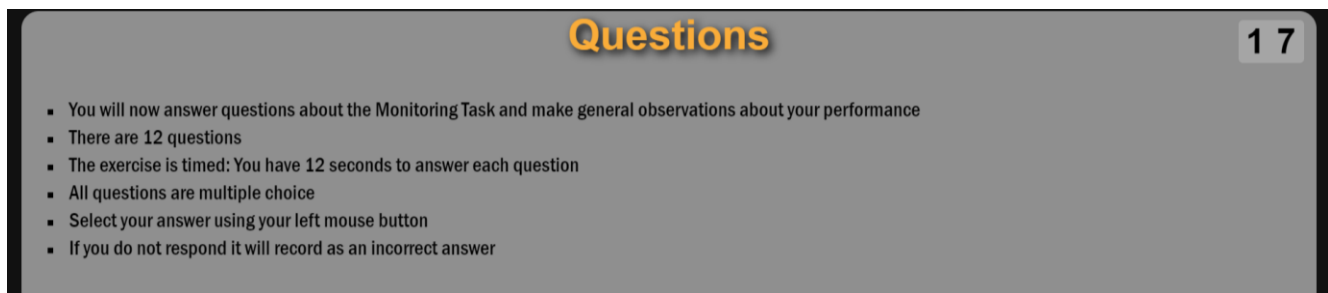 Questions
1 7
▪ You will now answer questions about the Monitoring Task and make general observations about your performance
▪ There are 12 questions
▪ The exercise is timed: You have 12 seconds to answer each question
▪ All questions are multiple choice
▪ Select your answer using your left mouse button
▪ If you do not respond it will record as an incorrect answer